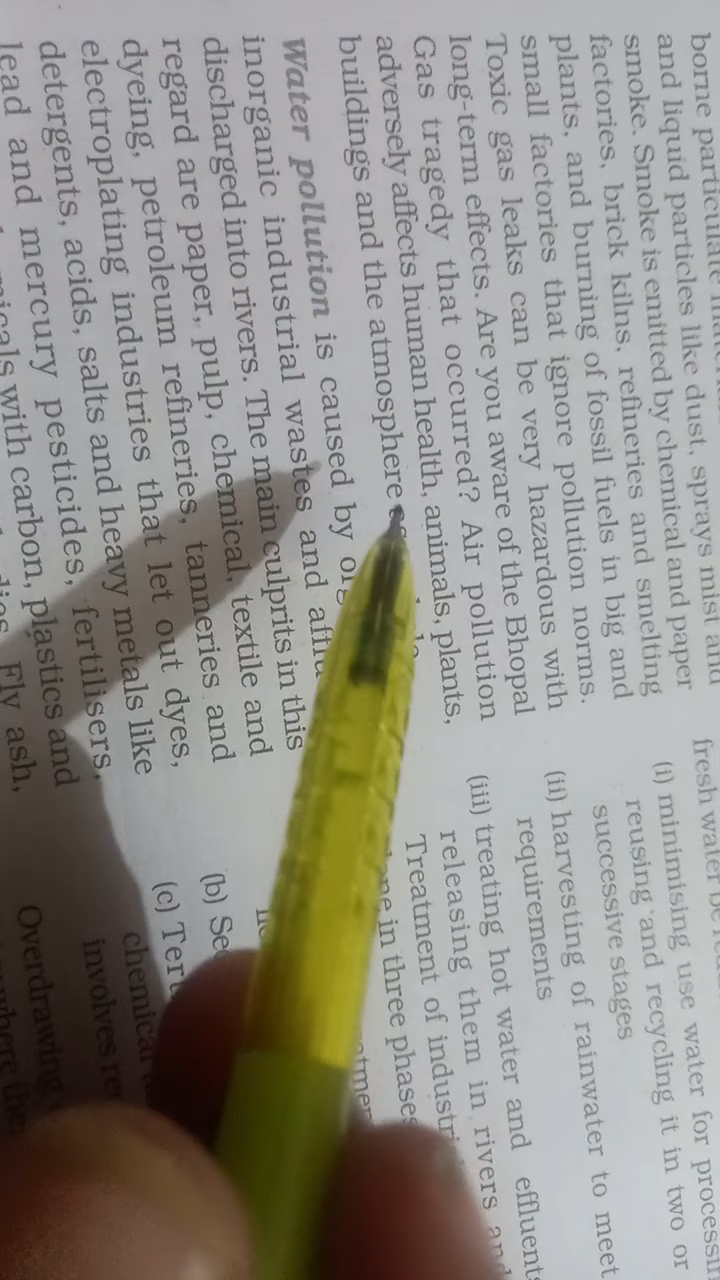 borne particulate
and liquid particles like dust, sprays mist and
smoke. Smoke is emitted by chemical and paper
factories, brick kilns, refineries and smelting
plants, and burning of fossil fuels in big and
small factories that ignore pollution norms.
Toxic gas leaks can be very hazardous with
long-term effects. Are you aware of the Bhopal
Gas tragedy that occurred? Air pollution
adversely affects human health, animals, plants,
buildings and the atmosphere
Water pollution is caused by
inorganic industrial wastes and
discharged into rivers. The main culprits in this
regard are paper, pulp, chemical, textile and
dyeing, petroleum refineries, tanneries and
electroplating industries that let out dyes,
detergents, acids, salts and heavy metals like
lead and mercury pesticides, fertilisers,
with carbon, plastics and
Fly ash,
fresh water
(i) minimising use water for
reusing and recycling it in two or
successive stages
(ii) harvesting of rainwater to meet
requirements
(iii) treating hot water and effluents
releasing them in rivers and
Treatment of
in three phases
(b)
(c)
chemical
involves
Overdrawing